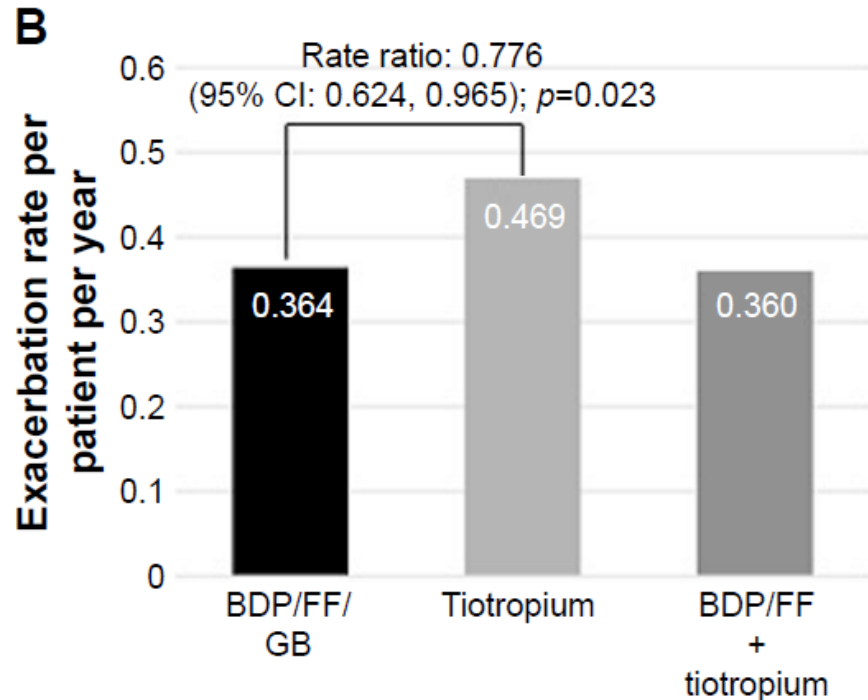 B
Rate ratio: 0.776
(95% CI: 0.624, 0.965); p=0.023
Exacerbation rate per
patient per year
0.6
0.5
0.4
0.3
0.2
0.1
0
0.364
0.469
0.360
BDP/FF/
GB
Tiotropium
BDP/FF
+
tiotropium